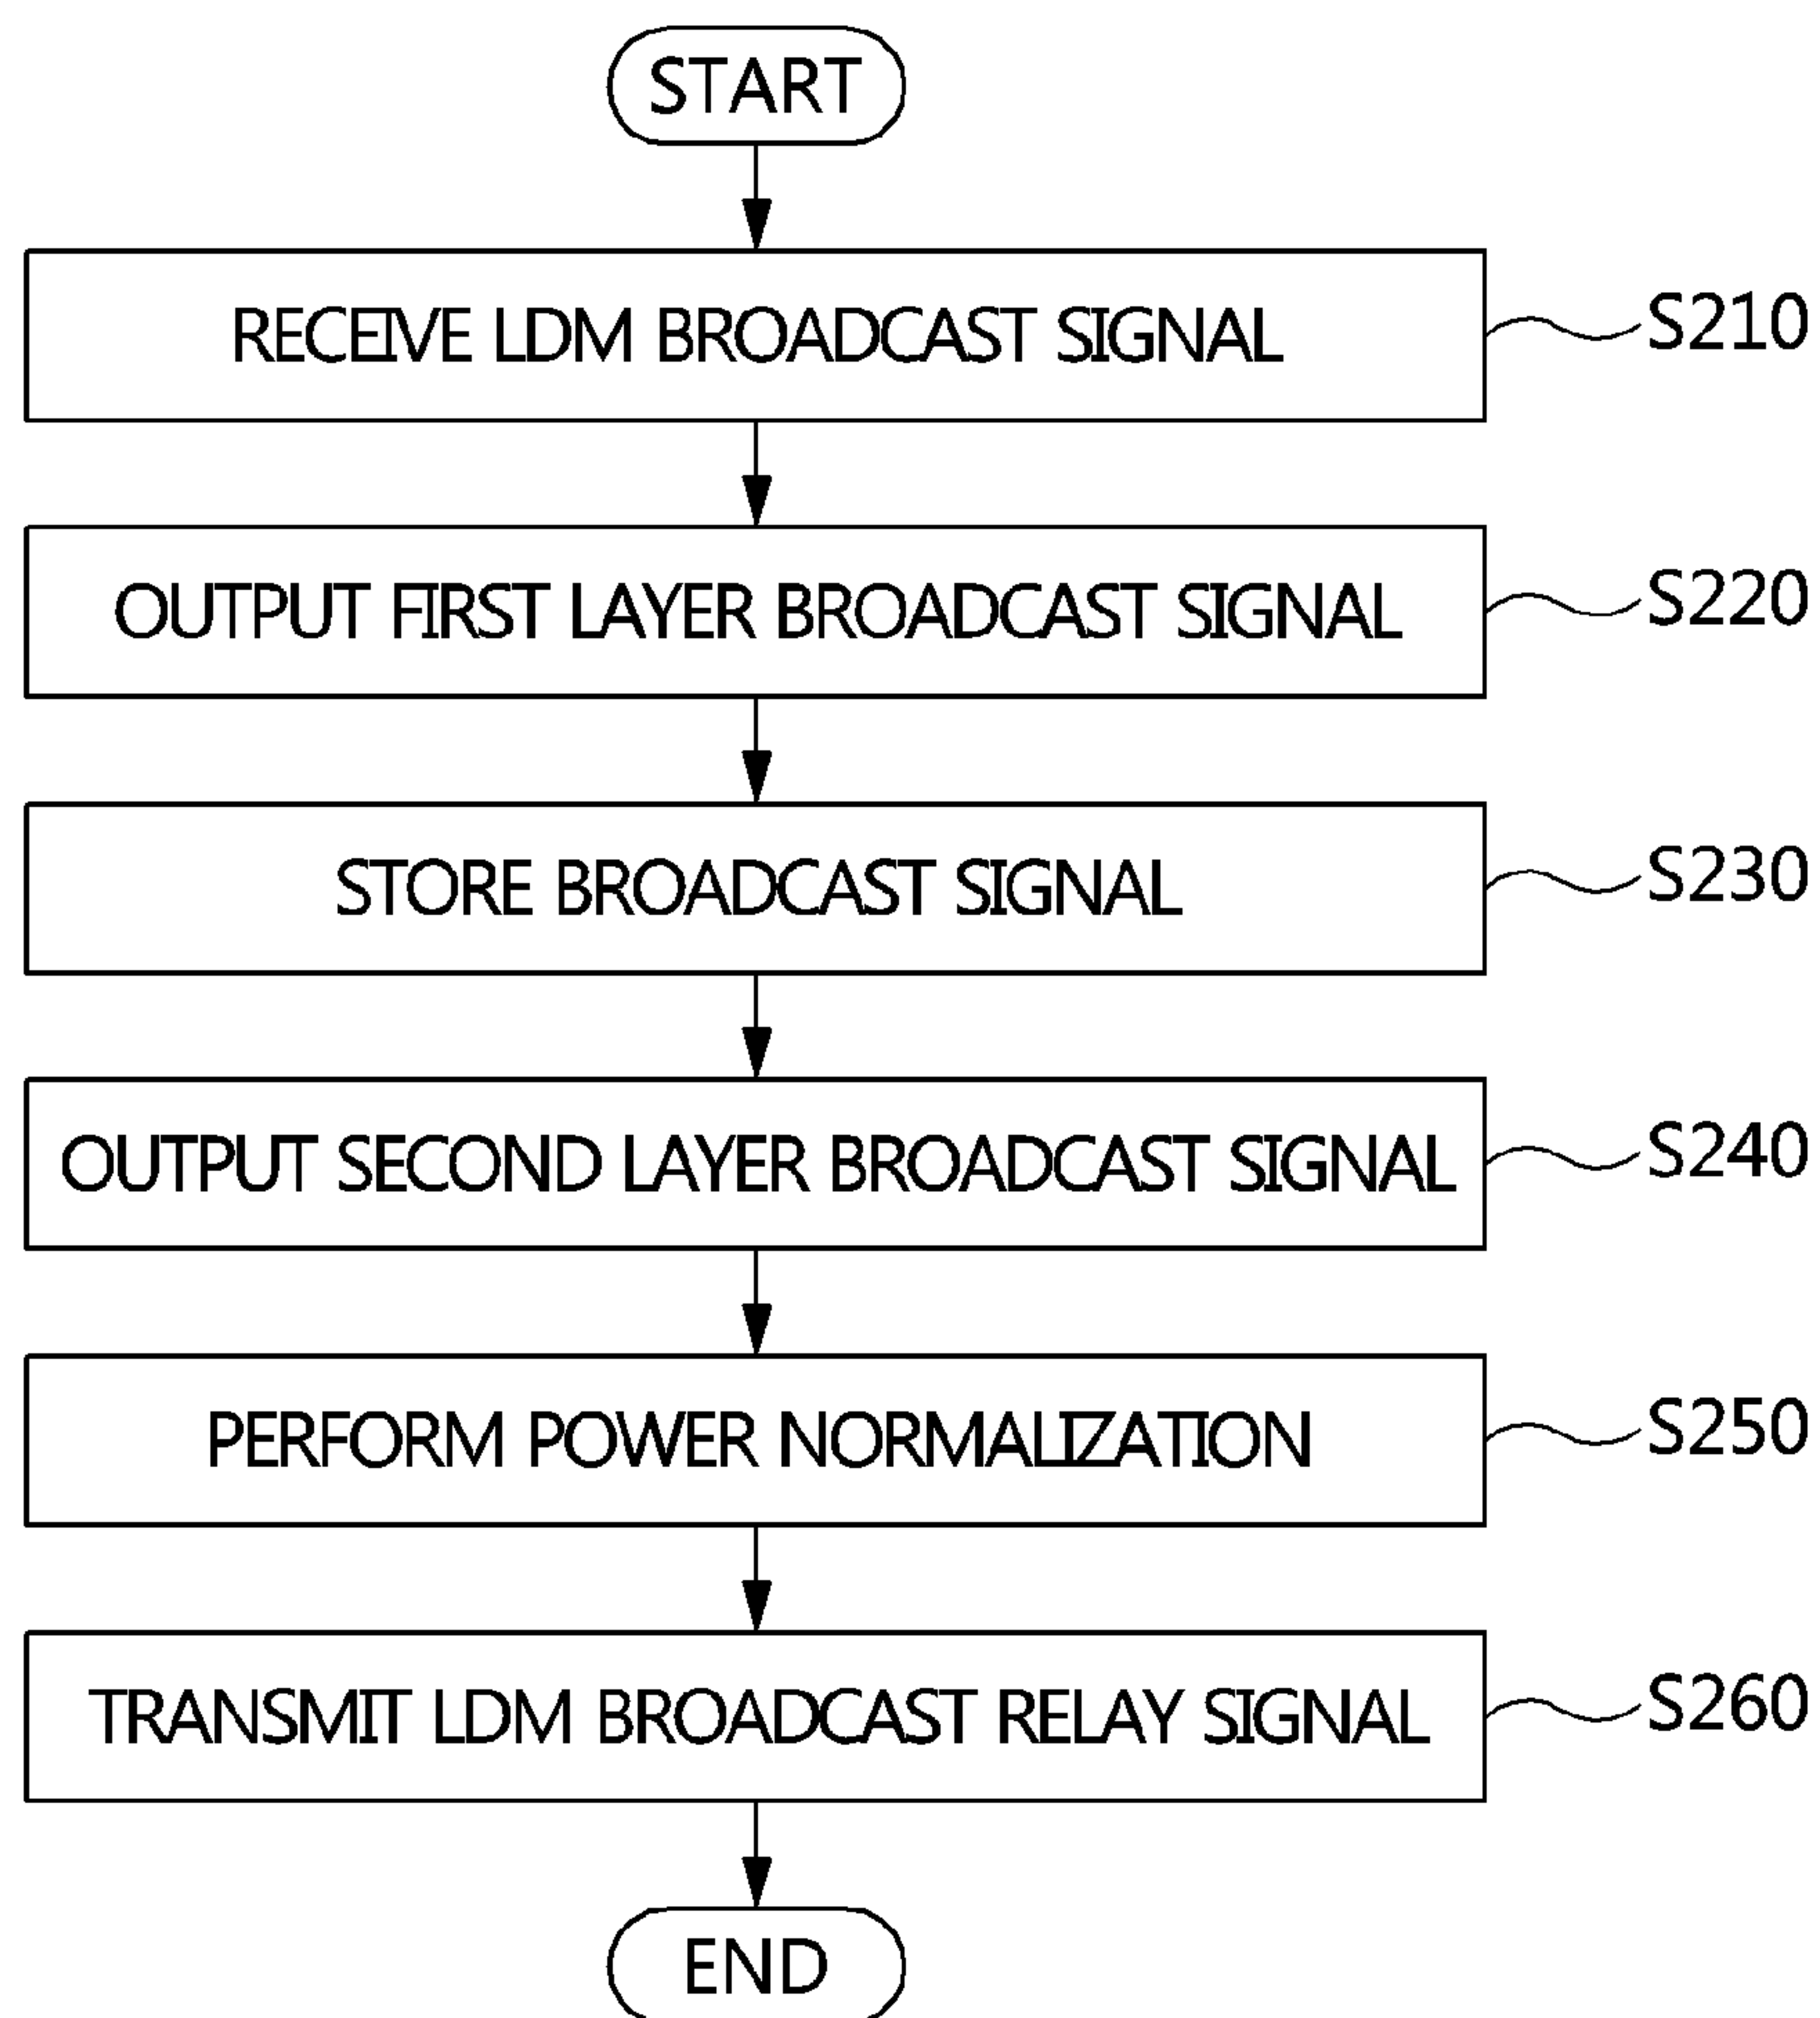 START
RECEIVE LDM BROADCAST SIGNAL
S210
OUTPUT FIRST LAYER BROADCAST SIGNAL
S220
STORE BROADCAST SIGNAL
S230
OUTPUT SECOND LAYER BROADCAST SIGNAL
S240
PERFORM POWER NORMALIZATION
S250
TRANSMIT LDM BROADCAST RELAY SIGNAL
S260
END